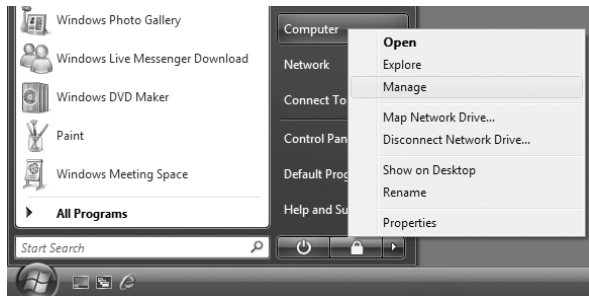 Windows Photo Gallery
Windows Live Messenger Download
Windows DVD Maker
Paint
Windows Meeting Space
All Programs
Start Search
Computer
Network
Connect To
Control Pan
Default Prog
Help and Su
Open
Explore
Manage
Map Network Drive...
Disconnect Network Drive...
Show on Desktop
Rename
Properties